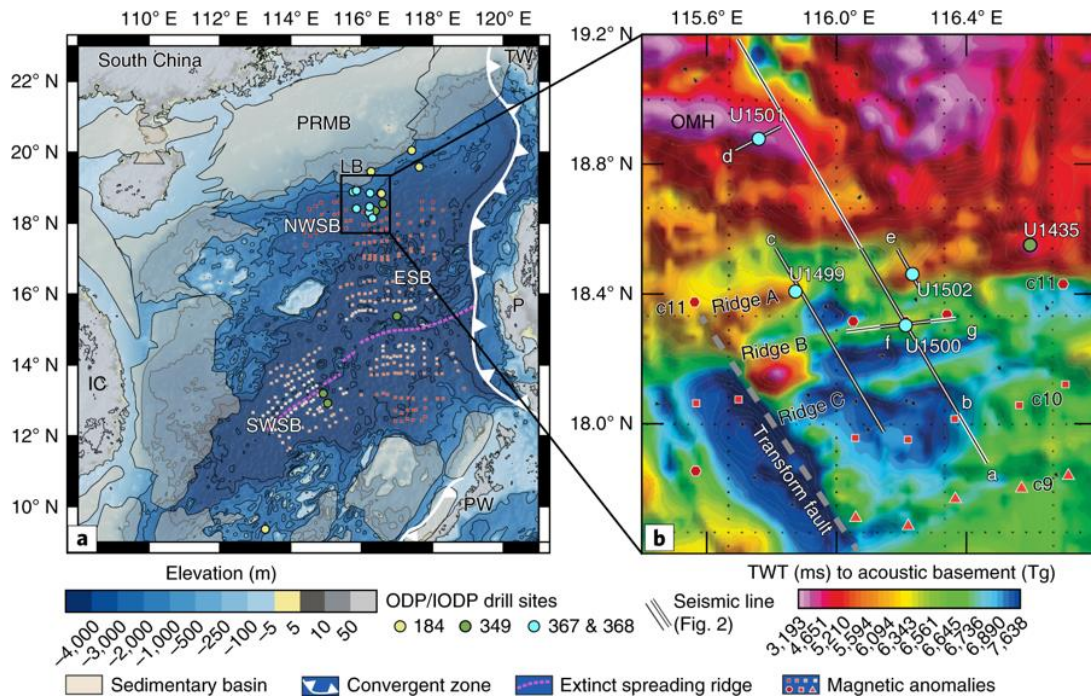 110° E 112° E 114° E 116° E 118° E 120° E
22° N
20° N
18° N
16° N
14° N
12° N
10° N
South China
TW
PRMB
LB
NWSB
ESB
P
IC
SWSB
PW
a
115.6° E 116.0° E 116.4° E
19.2° N
18.8° N
18.4° N
18.0° N
OMH
U1501
d
U1435
c
e
U1499
U1502
c11
c11
Ridge A
f
g
U1500
Ridge B
Ridge C
b
c10
Transform fault
a
c9
b
Elevation (m)
–4,000 –3,000 –2,000 –1,000 –500 –250 –100 –5 5 10 50
ODP/IODP drill sites
184 349 367 & 368
Seismic line
(Fig. 2)
TWT (ms) to acoustic basement (Tg)
3,193 4,651 5,210 5,594 6,094 6,343 6,561 6,645 6,736 6,890 7,638
Sedimentary basin Convergent zone Extinct spreading ridge Magnetic anomalies